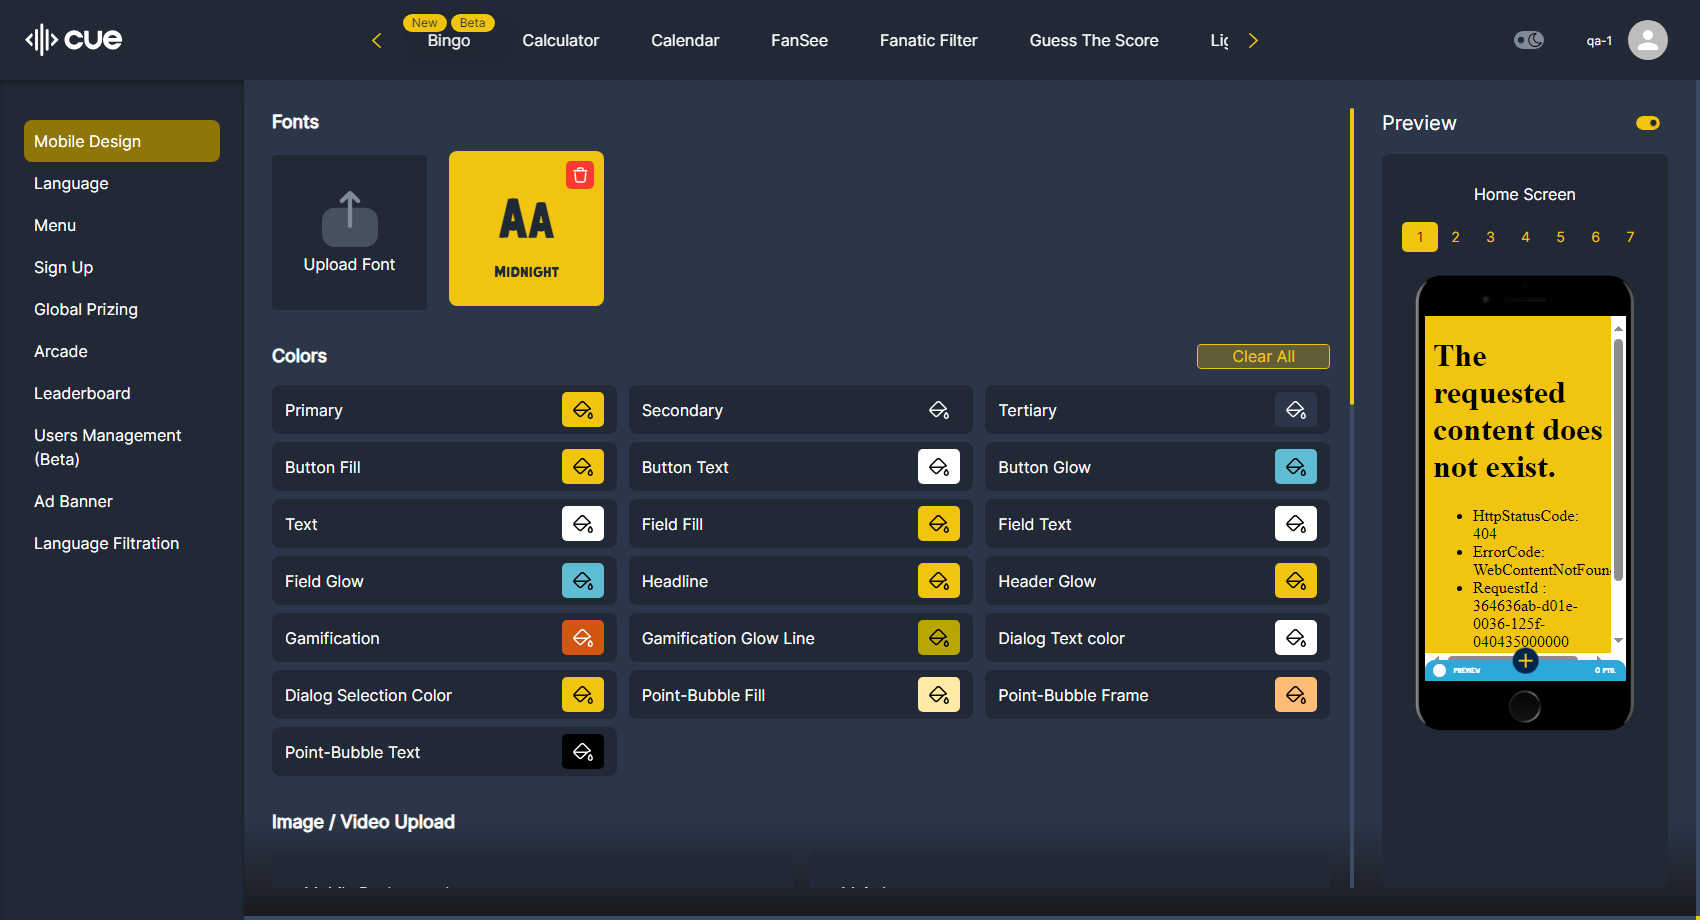 cue
New
Beta
Bingo
Calculator
Calendar
FanSee
Fanatic Filter
Guess The Score
qa-1
Mobile Design
Language
Menu
Sign Up
Global Prizing
Arcade
Leaderboard
Users Management
(Beta)
Ad Banner
Language Filtration
Fonts
Upload Font
AA
MIDNIGHT
Colors
Clear All
Primary
Secondary
Tertiary
Button Fill
Button Text
Button Glow
Text
Field Fill
Field Text
Field Glow
Headline
Header Glow
Gamification
Gamification Glow Line
Dialog Text color
Dialog Selection Color
Point-Bubble Fill
Point-Bubble Frame
Point-Bubble Text
Image / Video Upload
Preview
Home Screen
1 2 3 4 5 6 7
The
requested
content does
not exist.
• HttpStatusCode:
404
• ErrorCode:
WebContentNotFoun
• RequestId :
364636ab-d01e-
0036-125f-
040435000000
PREVIEW
0 PTS.